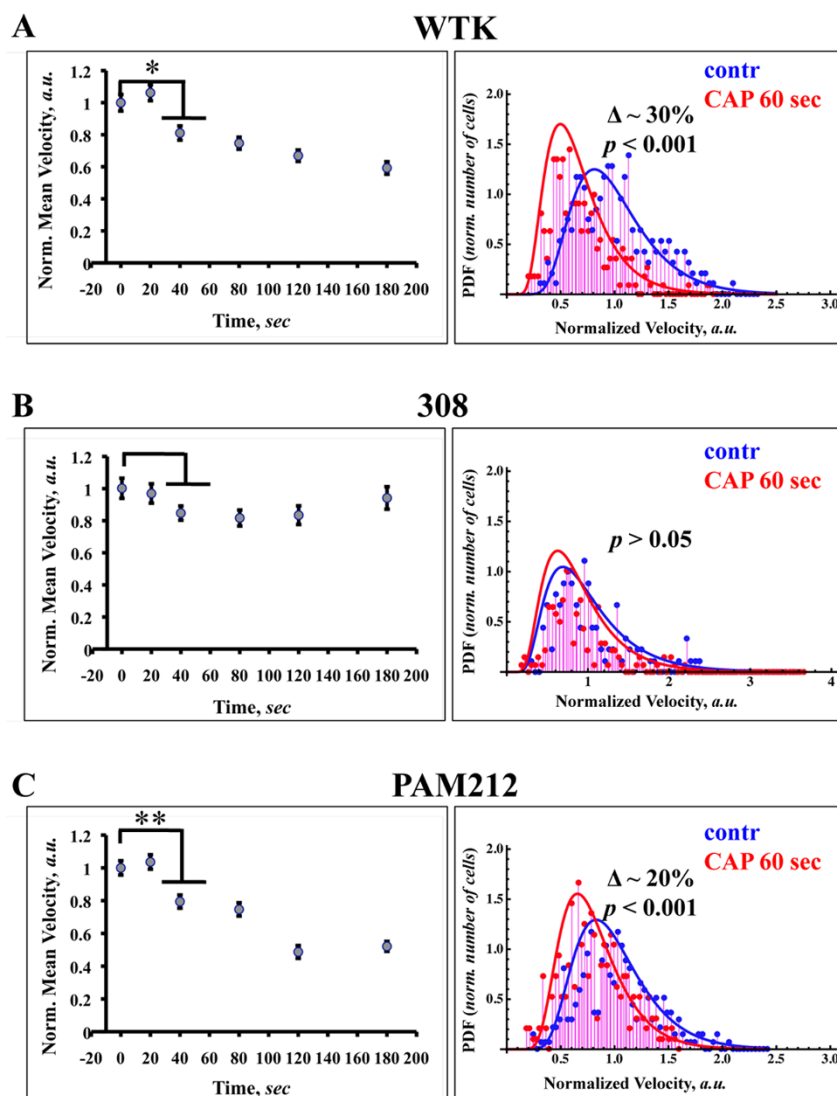 A
WTK
Norm. Mean Velocity, a.u.
1.2
1
0.8
0.6
0.4
0.2
0
*
-20 0 20 40 60 80 100 120 140 160 180 200
Time, sec
PDF (norm. number of cells)
2.0
1.5
1.0
0.5
contr
CAP 60 sec
Δ ~ 30%
p < 0.001
0.5 1.0 1.5 2.0 2.5 3.0
Normalized Velocity, a.u.
B
308
Norm. Mean Velocity, a.u.
1.2
1
0.8
0.6
0.4
0.2
0
-20 0 20 40 60 80 100 120 140 160 180 200
Time, sec
PDF (norm. number of cells)
2.0
1.5
1.0
0.5
contr
CAP 60 sec
p > 0.05
0 1 2 3 4
Normalized Velocity, a.u.
C
PAM212
Norm. Mean Velocity, a.u.
1.2
1
0.8
0.6
0.4
0.2
0
**
-20 0 20 40 60 80 100 120 140 160 180 200
Time, sec
PDF (norm. number of cells)
2.0
1.5
1.0
0.5
contr
CAP 60 sec
Δ ~ 20%
p < 0.001
0.5 1.0 1.5 2.0 2.5 3.0
Normalized Velocity, a.u.